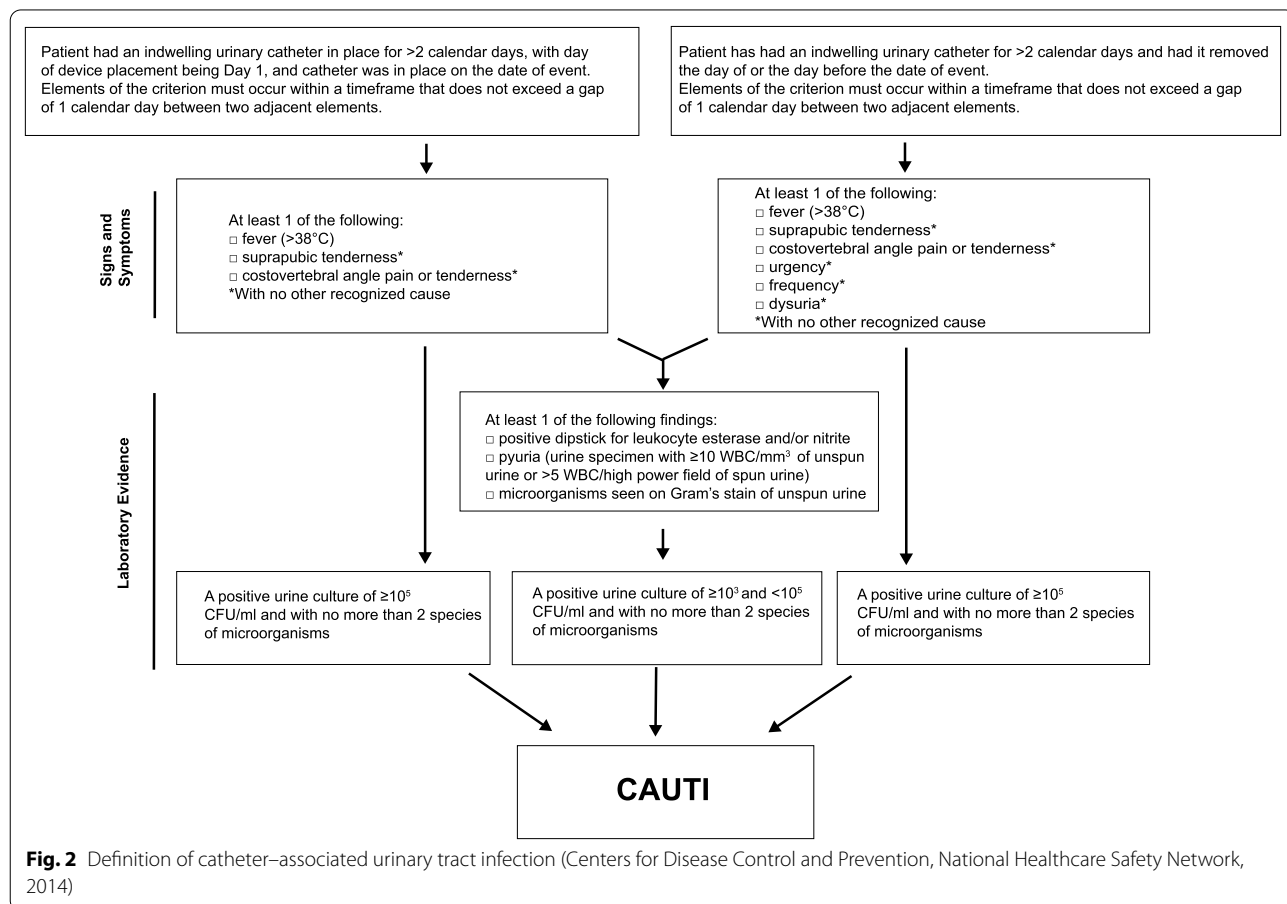 Patient had an indwelling urinary catheter in place for >2 calendar days, with day
of device placement being Day 1, and catheter was in place on the date of event.
Elements of the criterion must occur within a timeframe that does not exceed a gap
of 1 calendar day between two adjacent elements.
Patient has had an indwelling urinary catheter for >2 calendar days and had it removed
the day of or the day before the date of event.
Elements of the criterion must occur within a timeframe that does not exceed a gap
of 1 calendar day between two adjacent elements.
Signs and
Symptoms
At least 1 of the following:
□ fever (>38°C)
□ suprapubic tenderness*
□ costovertebral angle pain or tenderness*
*With no other recognized cause
At least 1 of the following:
□ fever (>38°C)
□ suprapubic tenderness*
□ costovertebral angle pain or tenderness*
□ urgency*
□ frequency*
□ dysuria*
*With no other recognized cause
Laboratory Evidence
At least 1 of the following findings:
□ positive dipstick for leukocyte esterase and/or nitrite
□ pyuria (urine specimen with ≥10 WBC/mm³ of unspun
urine or >5 WBC/high power field of spun urine)
□ microorganisms seen on Gram's stain of unspun urine
A positive urine culture of ≥10⁵
CFU/ml and with no more than 2 species
of microorganisms
A positive urine culture of ≥10³ and <10⁵
CFU/ml and with no more than 2 species
of microorganisms
A positive urine culture of ≥10⁵
CFU/ml and with no more than 2 species
of microorganisms
CAUTI
Fig. 2 Definition of catheter–associated urinary tract infection (Centers for Disease Control and Prevention, National Healthcare Safety Network,
2014)